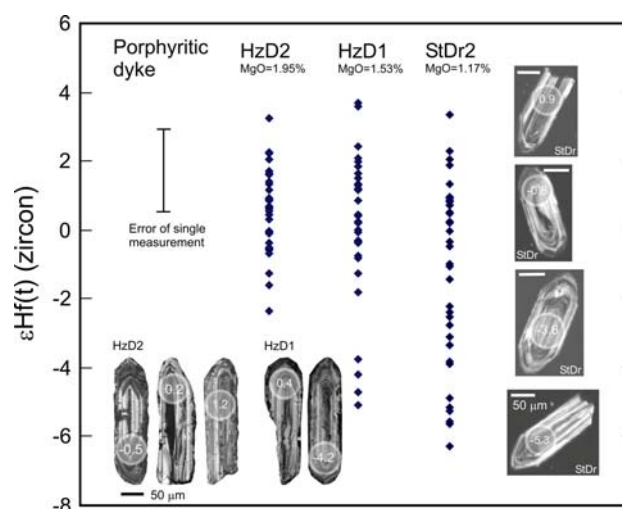 6
4
2
0
-2
-4
-6
-8
εHf(t) (zircon)
Porphyritic
dyke
HzD2
MgO=1.95%
HzD1
MgO=1.53%
StDr2
MgO=1.17%
Error of single
measurement
HzD2
-0.5
0.2
1.2
50 μm
HzD1
0.4
-4.2
0.9
StDr
StDr
-3.8
StDr
50 μm
-5.3
StDr